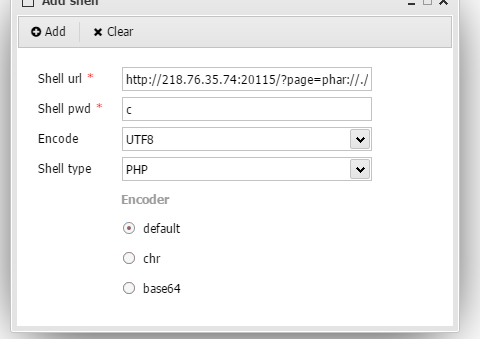 Add shell
Add Clear
Shell url * http://218.76.35.74:20115/?page=phar://./
Shell pwd * c
Encode UTF8
Shell type PHP
Encoder
default
chr
base64